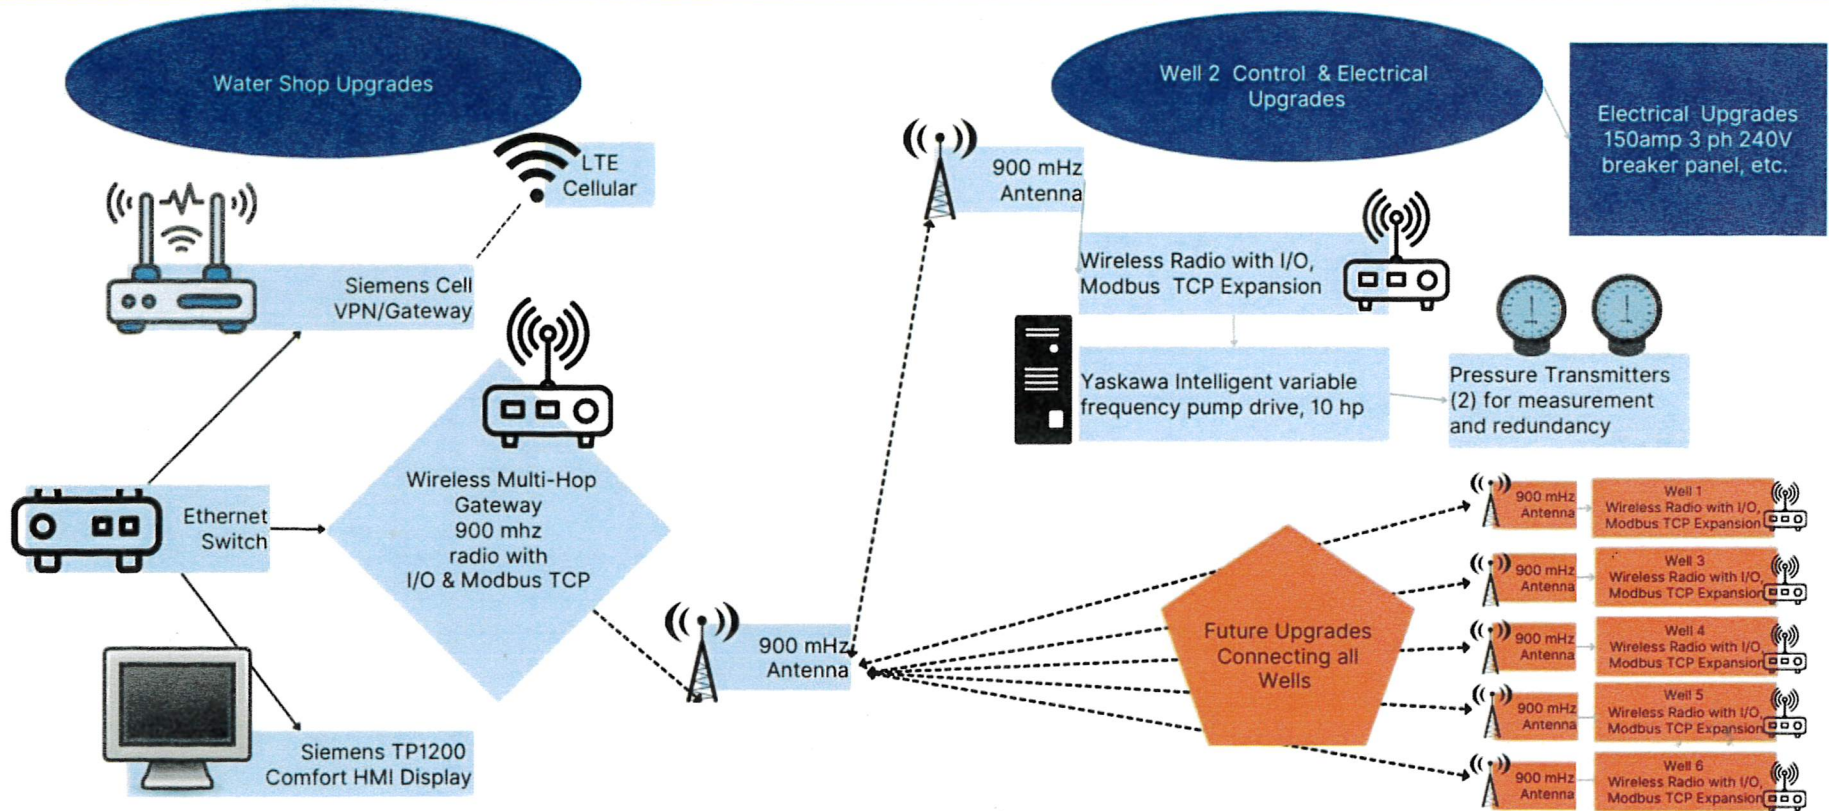 Water Shop Upgrades
LTE
Cellular
Siemens Cell
VPN/Gateway
Ethernet
Switch
Wireless Multi-Hop
Gateway
900 mhz
radio with
I/O & Modbus TCP
Siemens TP1200
Comfort HMI Display
900 mHz
Antenna
Well 2 Control & Electrical
Upgrades
Electrical Upgrades
150amp 3 ph 240V
breaker panel, etc.
900 mHz
Antenna
Wireless Radio with I/O,
Modbus TCP Expansion
Yaskawa Intelligent variable
frequency pump drive, 10 hp
Pressure Transmitters
(2) for measurement
and redundancy
Future Upgrades
Connecting all
Wells
900 mHz
Antenna
Well 1
Wireless Radio with I/O,
Modbus TCP Expansion
900 mHz
Antenna
Well 3
Wireless Radio with I/O,
Modbus TCP Expansion
900 mHz
Antenna
Well 4
Wireless Radio with I/O,
Modbus TCP Expansion
900 mHz
Antenna
Well 5
Wireless Radio with I/O,
Modbus TCP Expansion
900 mHz
Antenna
Well 6
Wireless Radio with I/O,
Modbus TCP Expansion